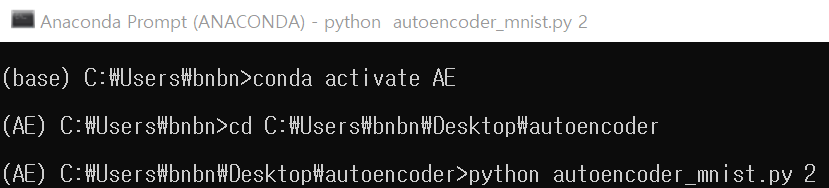 Anaconda Prompt (ANACONDA) - python  autoencoder_mnist.py 2
(base) C:₩Users₩bnbn>conda activate AE
(AE) C:₩Users₩bnbn>cd C:₩Users₩bnbn₩Desktop₩autoencoder
(AE) C:₩Users₩bnbn₩Desktop₩autoencoder>python autoencoder_mnist.py 2